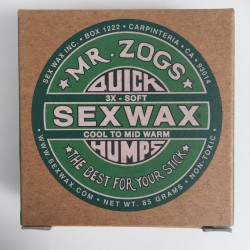 SEX WAX INC. • BOX 1222 • CARPINTERIA • CA • 93014
MR. ZOGS
QUICK
3X - SOFT
SEXWAX
COOL TO MID WARM
HUMPS
THE BEST FOR YOUR STICK
SEXWAX.COM • NET WT. 85 GRAMS • NON-TOXIC